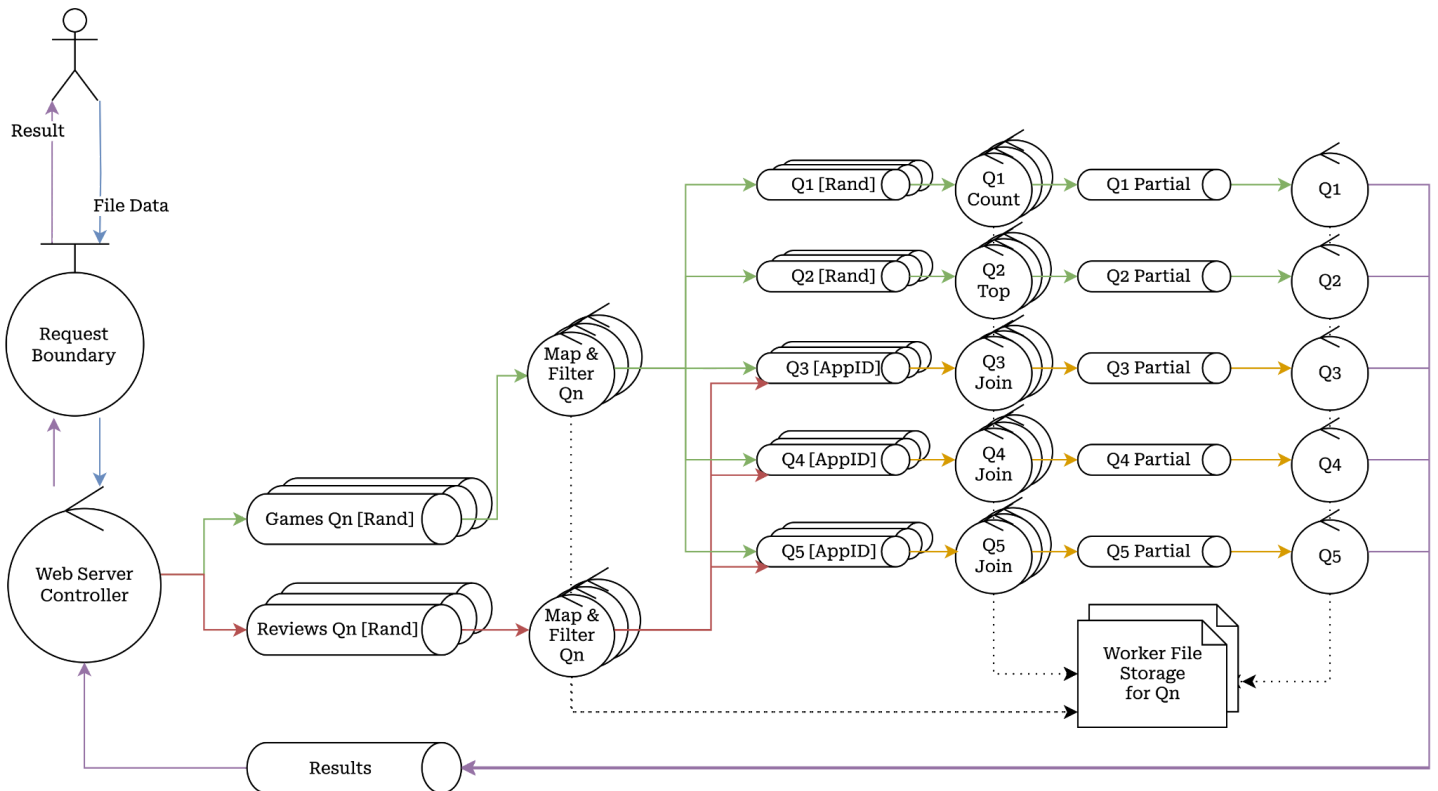 Result
File Data
Request
Boundary
Web Server
Controller
Games Qn [Rand]
Reviews Qn [Rand]
Results
Map &
Filter
Qn
Map &
Filter
Qn
Q1 [Rand]
Q1
Count
Q1 Partial
Q1
Q2 [Rand]
Q2
Top
Q2 Partial
Q2
Q3 [AppID]
Q3
Join
Q3 Partial
Q3
Q4 [AppID]
Q4
Join
Q4 Partial
Q4
Q5 [AppID]
Q5
Join
Q5 Partial
Q5
Worker File
Storage
for Qn